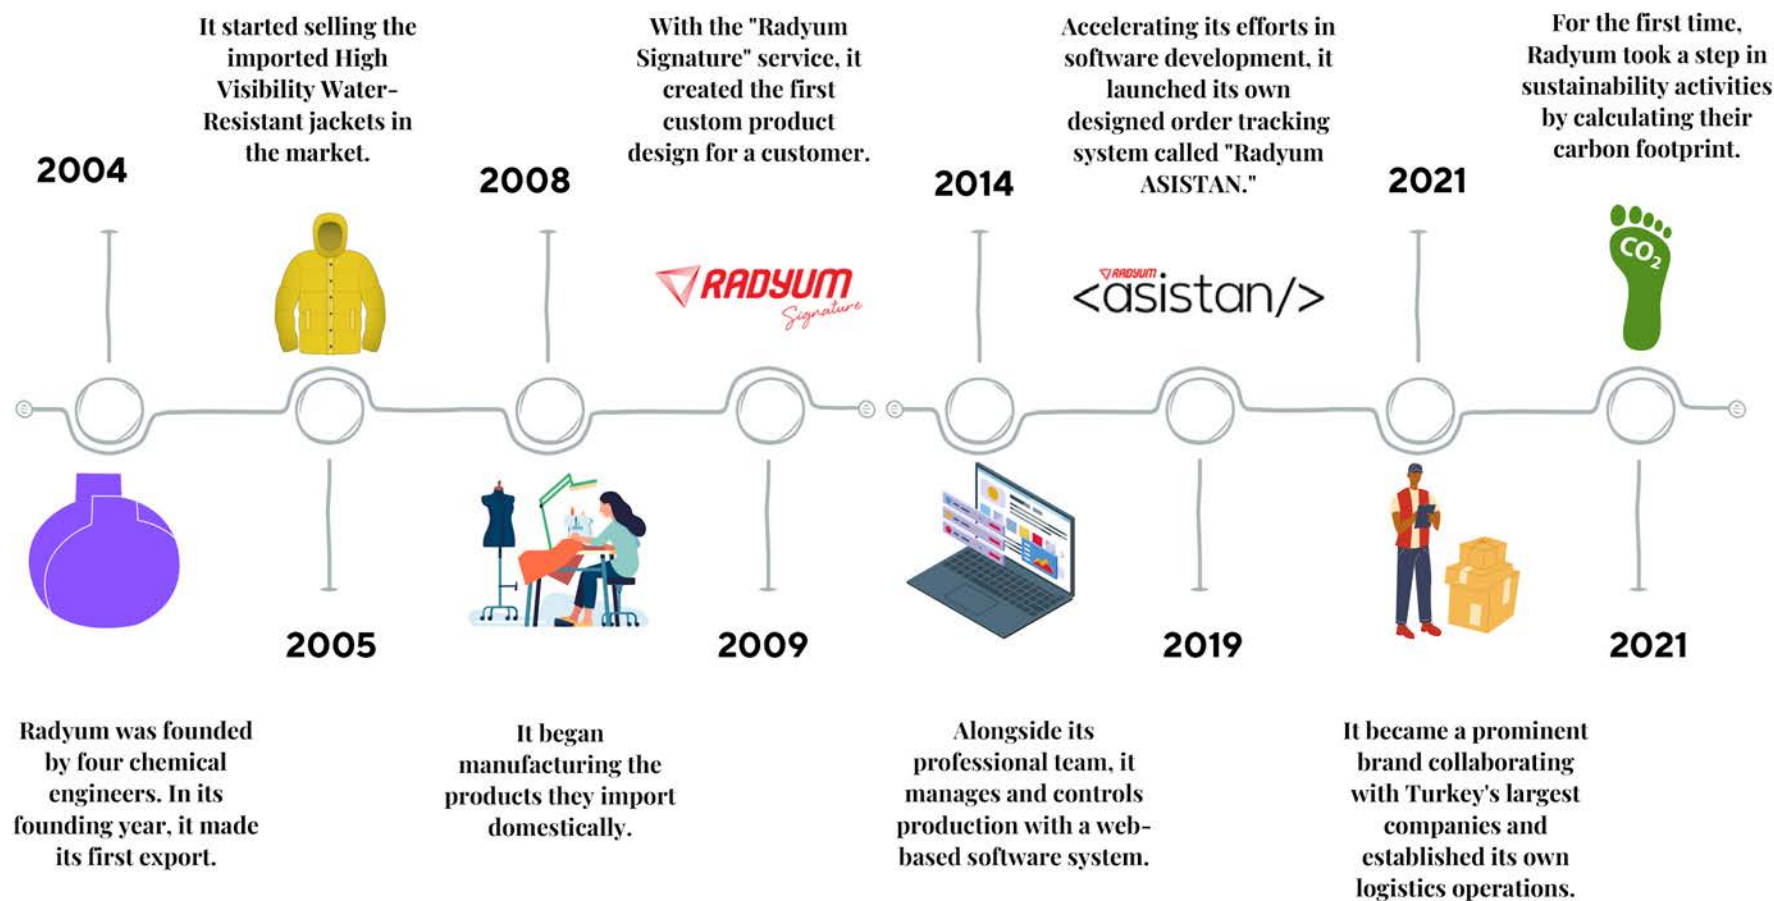 2004
Radyum was founded
by four chemical
engineers. In its
founding year, it made
its first export.
It started selling the
imported High
Visibility Water-
Resistant jackets in
the market.
2005
2008
It began
manufacturing the
products they import
domestically.
With the "Radyum
Signature" service, it
created the first
custom product
design for a customer.
RADYUM
Signature
2009
2014
Alongside its
professional team, it
manages and controls
production with a web-
based software system.
Accelerating its efforts in
software development, it
launched its own
designed order tracking
system called "Radyum
ASISTAN."
RADYUM
<asistan/>
2019
2021
It became a prominent
brand collaborating
with Turkey's largest
companies and
established its own
logistics operations.
For the first time,
Radyum took a step in
sustainability activities
by calculating their
carbon footprint.
CO₂
2021